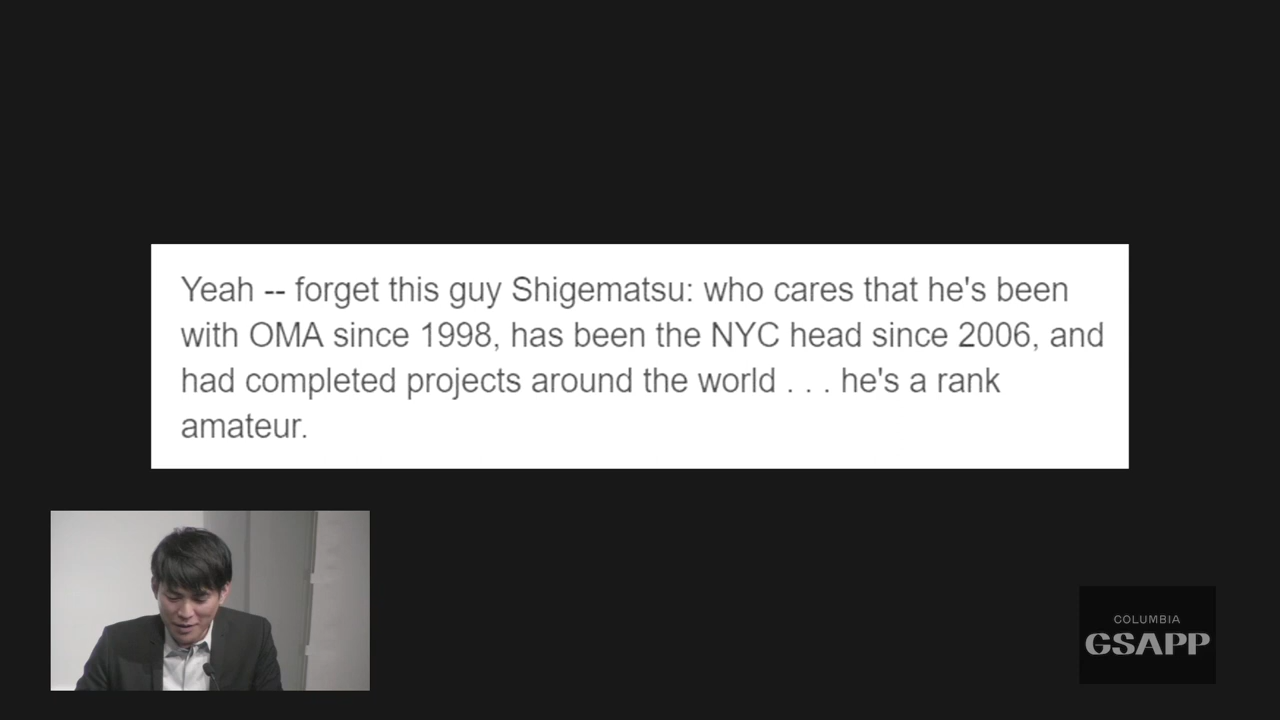 Yeah -- forget this guy Shigematsu: who cares that he's been
with OMA since 1998, has been the NYC head since 2006, and
had completed projects around the world . . . he's a rank
amateur.
COLUMBIA
GSAPP